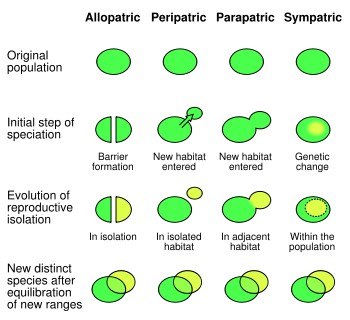 Allopatric Peripatric Parapatric Sympatric
Original
population
Initial step of
speciation
Barrier
formation
New habitat
entered
New habitat
entered
Genetic
change
Evolution of
reproductive
isolation
In isolation
In isolated
habitat
In adjacent
habitat
Within the
population
New distinct
species after
equilibration
of new ranges